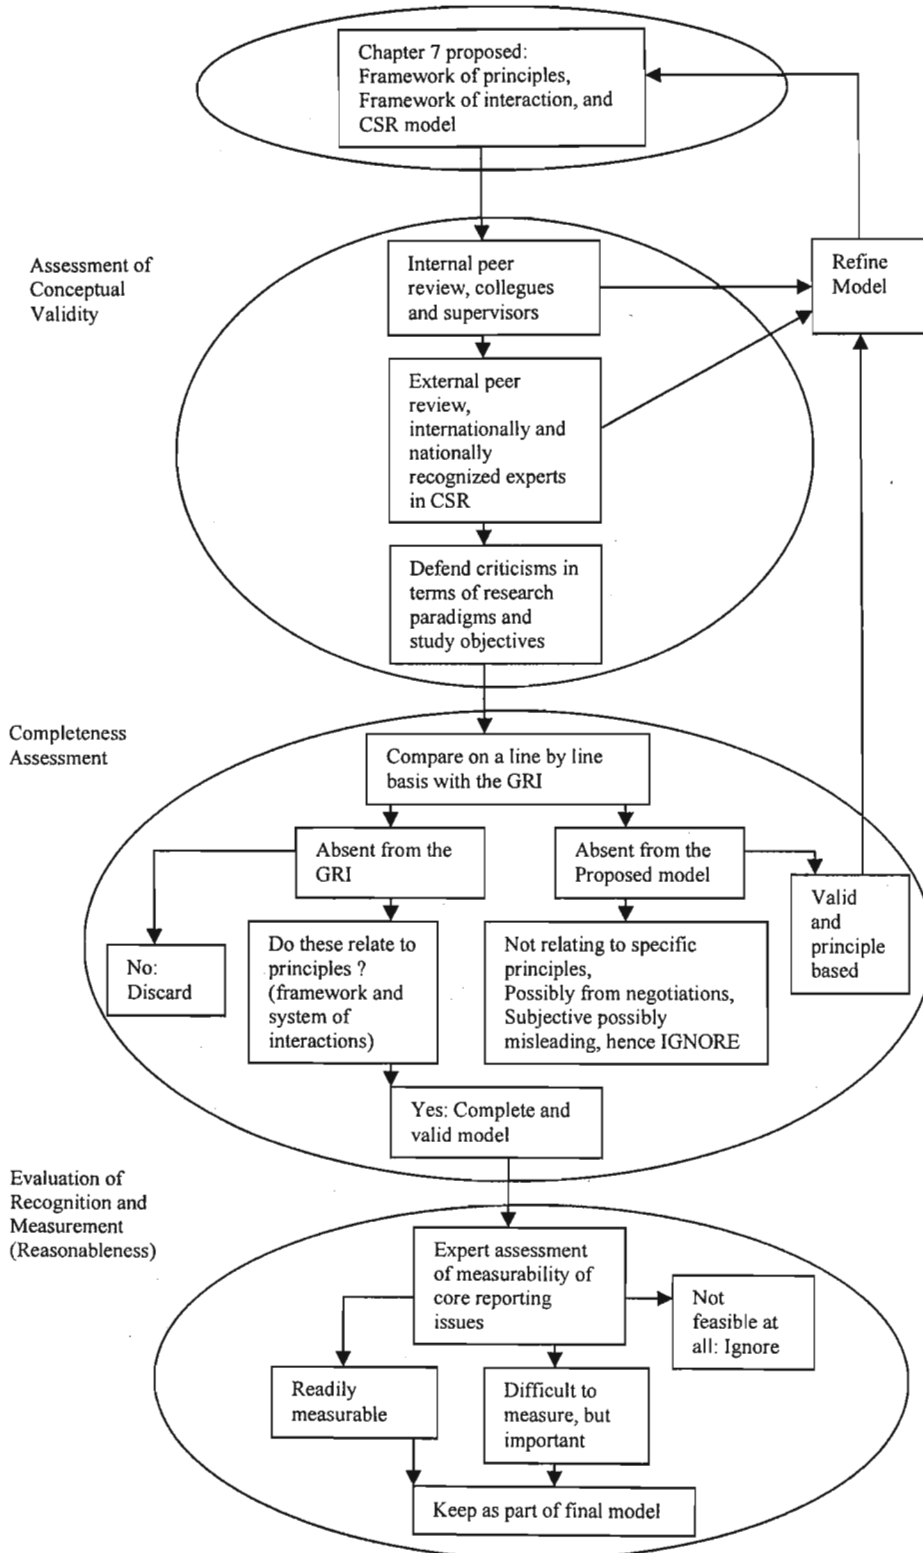 Chapter 7 proposed:
Framework of principles,
Framework of interaction, and
CSR model
Assessment of
Conceptual
Validity
Internal peer
review, collegues
and supervisors
Refine
Model
External peer
review,
internationally and
nationally
recognized experts
in CSR
Defend criticisms in
terms of research
paradigms and
study objectives
Completeness
Assessment
Compare on a line by line
basis with the GRI
Absent from the
GRI
Absent from the
Proposed model
Valid
and
principle
based
No:
Discard
Do these relate to
principles ?
(framework and
system of
interactions)
Not relating to specific
principles,
Possibly from negotiations,
Subjective possibly
misleading, hence IGNORE
Yes: Complete and
valid model
Evaluation of
Recognition and
Measurement
(Reasonableness)
Expert assessment
of measurability of
core reporting
issues
Not
feasible at
all: Ignore
Readily
measurable
Difficult to
measure, but
important
Keep as part of final model